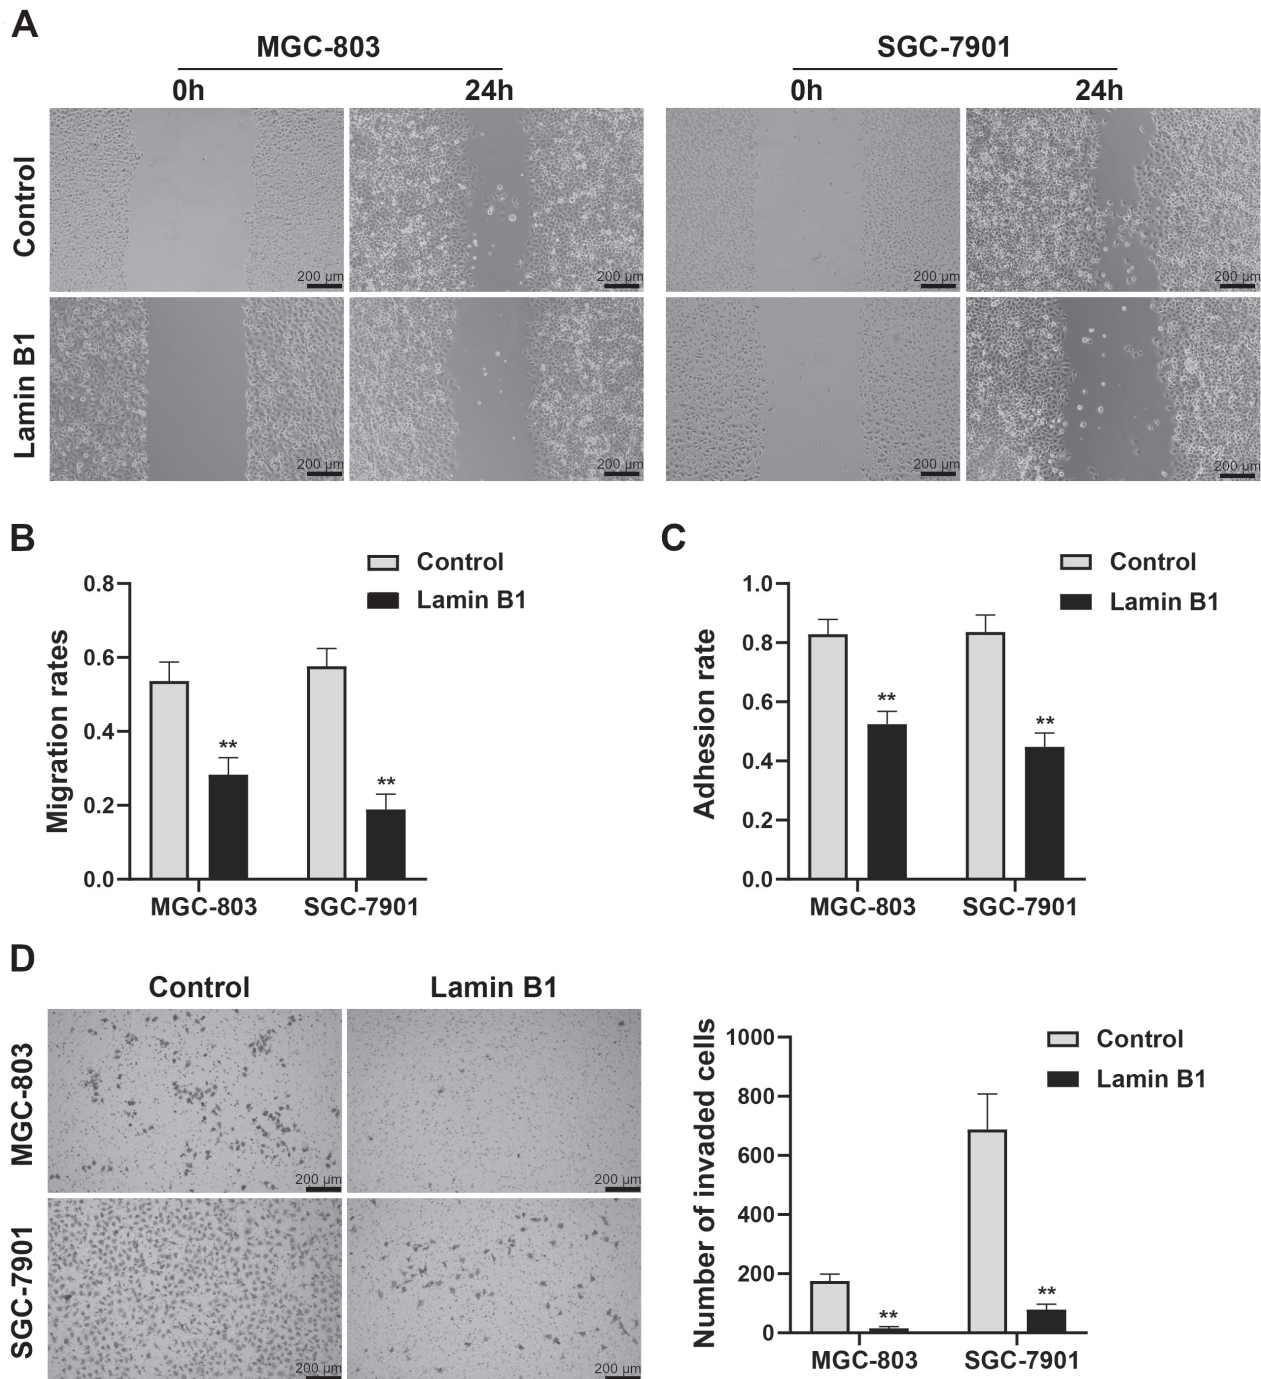 A
MGC-803 SGC-7901
0h 24h 0h 24h
Control
200 µm 200 µm 200 µm 200 µm
Lamin B1
200 µm 200 µm 200 µm 200 µm
B
Control
Lamin B1
Migration rates
0.8
0.6
0.4
0.2
0.0
**
**
MGC-803 SGC-7901
C
Control
Lamin B1
Adhesion rate
1.0
0.8
0.6
0.4
0.2
0.0
**
**
MGC-803 SGC-7901
D
Control Lamin B1
MGC-803
200 µm 200 µm
SGC-7901
200 µm 200 µm
Control
Lamin B1
Number of invaded cells
1000
800
600
400
200
0
**
**
MGC-803 SGC-7901